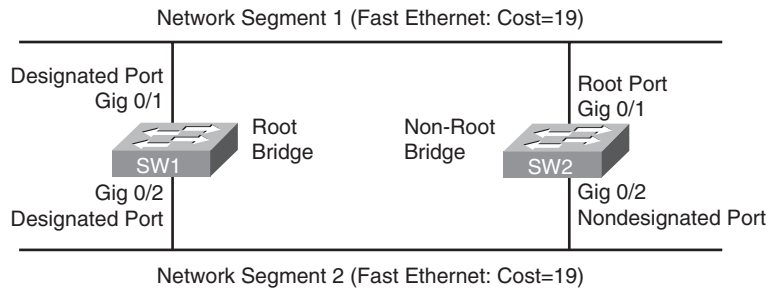 Network Segment 1 (Fast Ethernet: Cost=19)
Designated Port
Gig 0/1
Root Port
Gig 0/1
Root
Bridge
Non-Root
Bridge
SW1
SW2
Gig 0/2
Designated Port
Gig 0/2
Nondesignated Port
Network Segment 2 (Fast Ethernet: Cost=19)